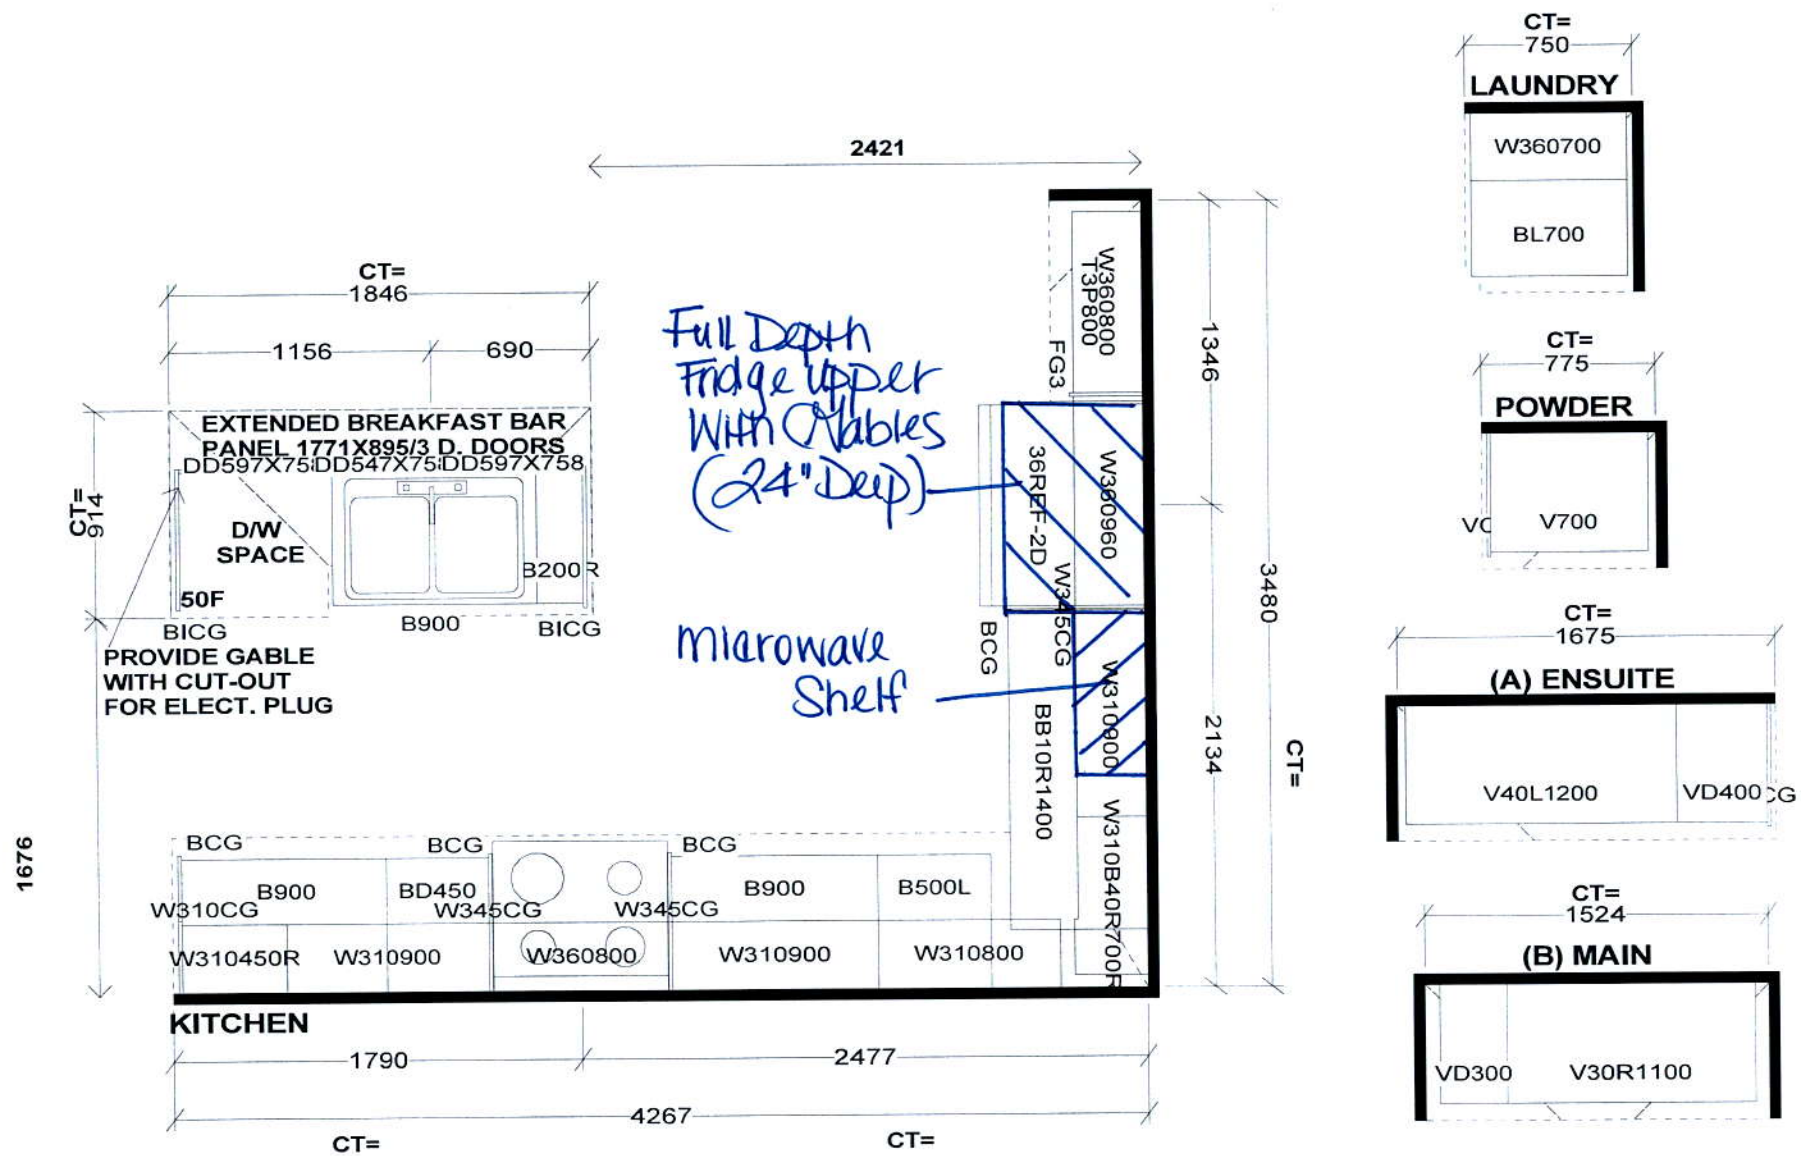 CT=
750
LAUNDRY
W360700
BL700
2421
CT=
1846
1156
690
EXTENDED BREAKFAST BAR
PANEL 1771X895/3 D. DOORS
DD597X758
DD547X758
DD597X758
CT=
914
D/W
SPACE
50F
B200R
B900
BICG
BICG
PROVIDE GABLE
WITH CUT-OUT
FOR ELECT. PLUG
Full Depth
Fridge Upper
With Gables
(24" Deep)
Microwave
Shelf
W360800
T3P800
FG3
36REF-2D
W360960
W345CG
BCG
W310900
BB10R1400
W310B40R700R
1346
2134
3480
CT=
CT=
775
POWDER
VC
V700
CT=
1675
(A) ENSUITE
V40L1200
VD400
CG
CT=
1524
(B) MAIN
VD300
V30R1100
1676
BCG
BCG
BCG
B900
BD450
B900
B500L
W310CG
W345CG
W345CG
W310450R
W310900
W360800
W310900
W310800
KITCHEN
1790
2477
4267
CT=
CT=